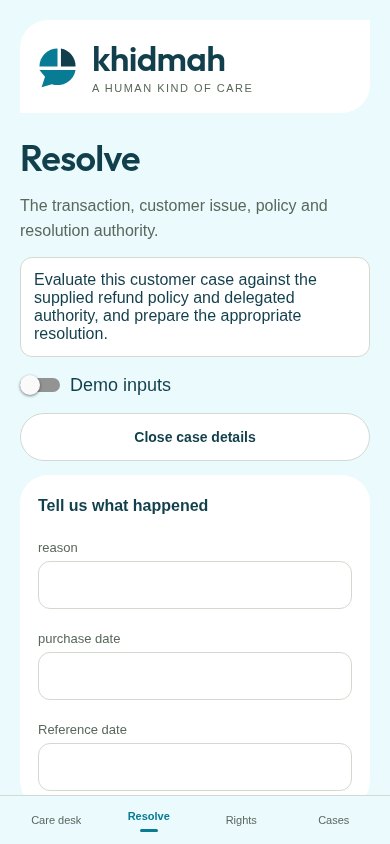 khidmah
A HUMAN KIND OF CARE
Resolve
The transaction, customer issue, policy and
resolution authority.
Evaluate this customer case against the
supplied refund policy and delegated
authority, and prepare the appropriate
resolution.
Demo inputs
Close case details
Tell us what happened
reason
purchase date
Reference date
Care desk
Resolve
Rights
Cases